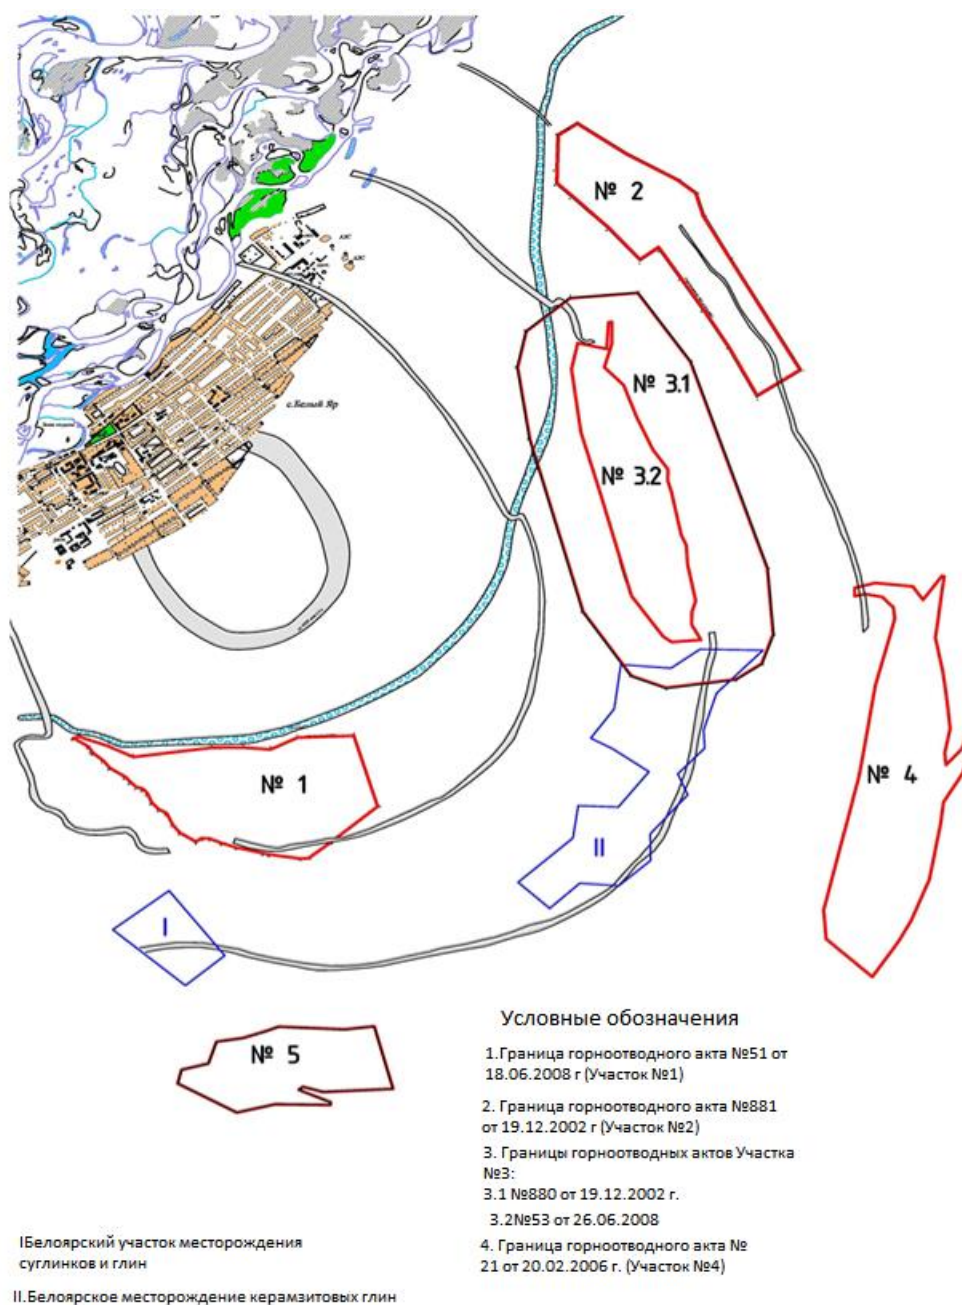 № 2
АЗС
АЗС
№ 3.1
с.Белый Яр
№ 3.2
№ 1
№ 4
II
I
№ 5
Условные обозначения
1.Граница горноотводного акта №51 от
18.06.2008 г (Участок №1)
2. Граница горноотводного акта №881
от 19.12.2002 г (Участок №2)
3. Границы горноотводных актов Участка
№3:
3.1 №880 от 19.12.2002 г.
3.2№53 от 26.06.2008
4. Граница горноотводного акта №
21 от 20.02.2006 г. (Участок №4)
IБелоярский участок месторождения
суглинков и глин
II.Белоярское месторождение керамзитовых глин